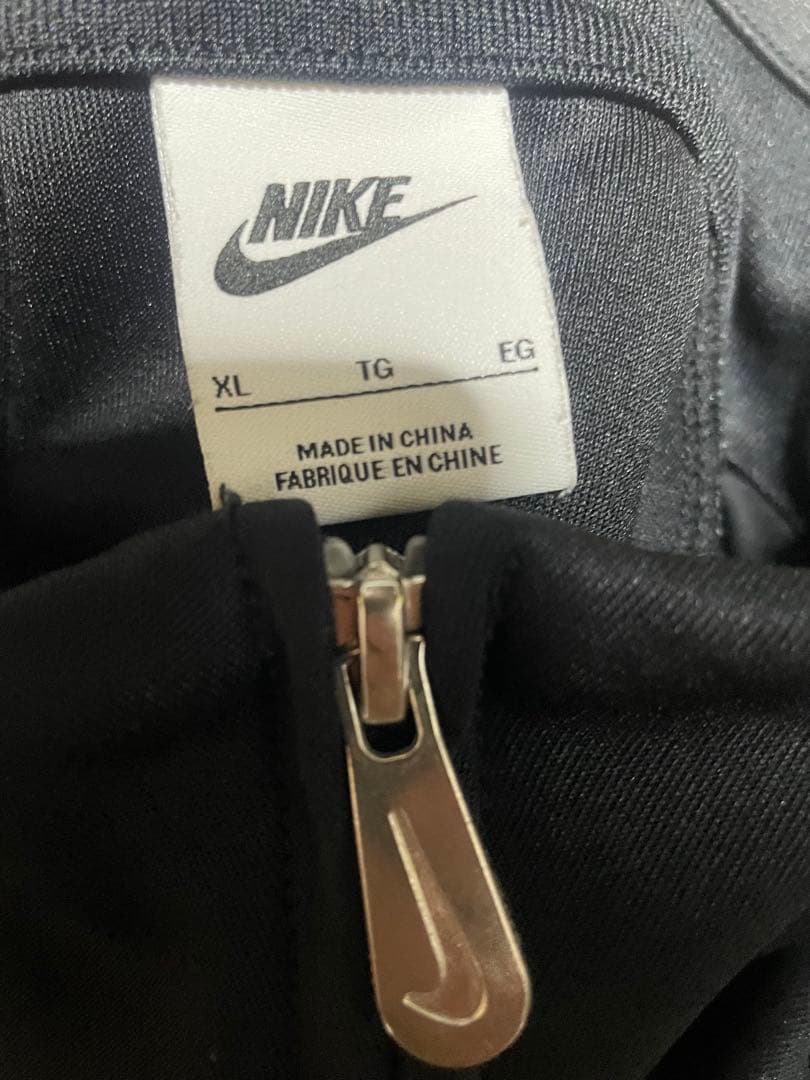 NIKE
XL TG EG
MADE IN CHINA
FABRIQUE EN CHINE